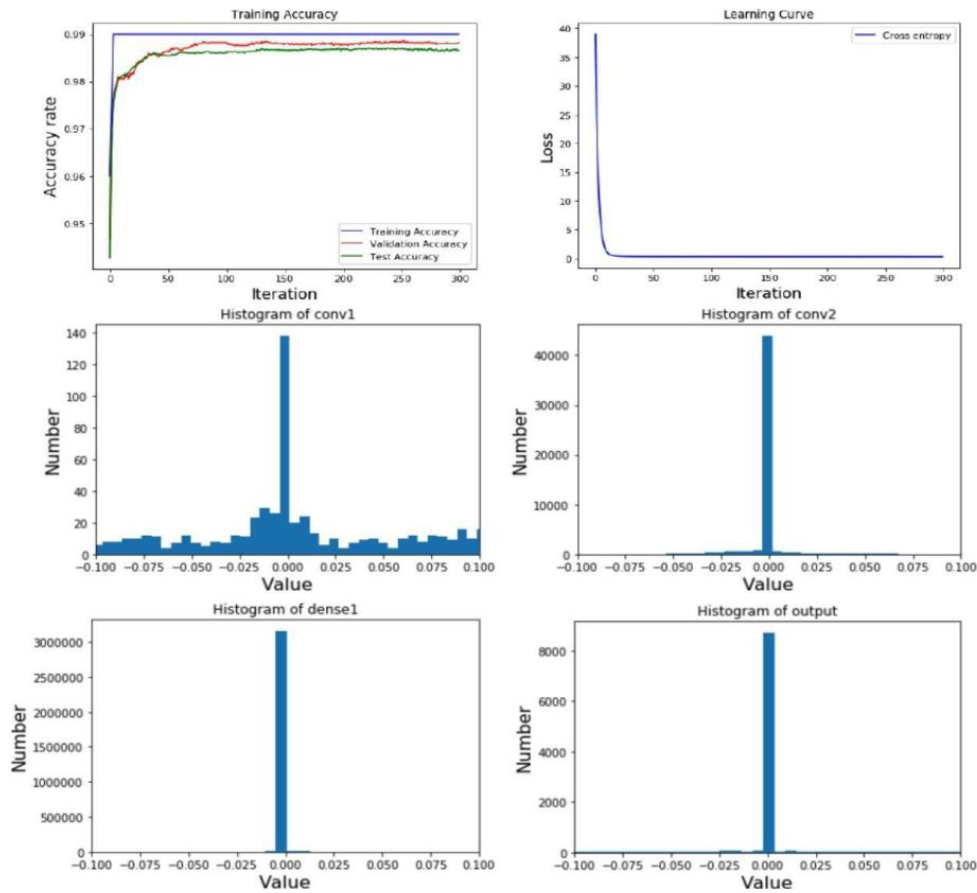 Training Accuracy
0.99
0.98
0.97
0.96
0.95
Accuracy rate
Training Accuracy
Validation Accuracy
Test Accuracy
0 50 100 150 200 250 300
Iteration
Learning Curve
40
35
30
25
20
15
10
5
0
Loss
Cross entropy
0 50 100 150 200 250 300
Iteration
Histogram of conv1
140
120
100
80
60
40
20
0
Number
−0.100 −0.075 −0.050 −0.025 0.000 0.025 0.050 0.075 0.100
Value
Histogram of conv2
40000
30000
20000
10000
0
Number
−0.100 −0.075 −0.050 −0.025 0.000 0.025 0.050 0.075 0.100
Value
Histogram of dense1
3000000
2500000
2000000
1500000
1000000
500000
0
Number
−0.100 −0.075 −0.050 −0.025 0.000 0.025 0.050 0.075 0.100
Value
Histogram of output
8000
6000
4000
2000
0
Number
−0.100 −0.075 −0.050 −0.025 0.000 0.025 0.050 0.075 0.100
Value